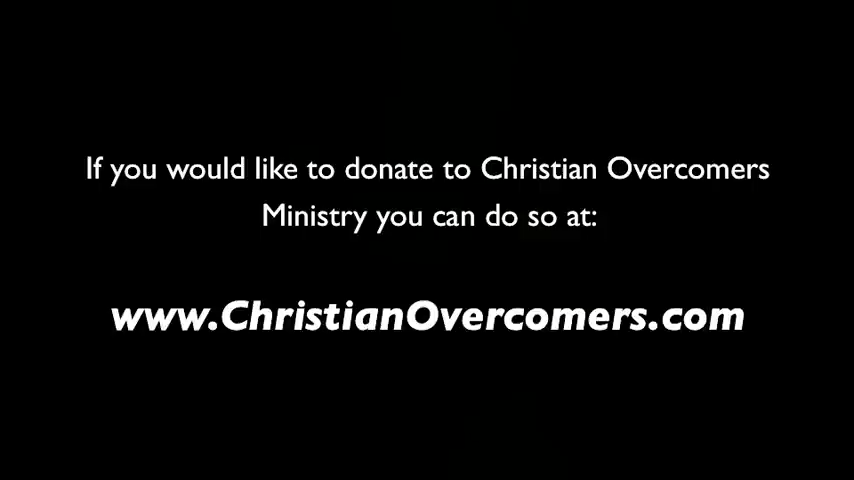 If you would like to donate to Christian Overcomers
Ministry you can do so at:
www.ChristianOvercomers.com